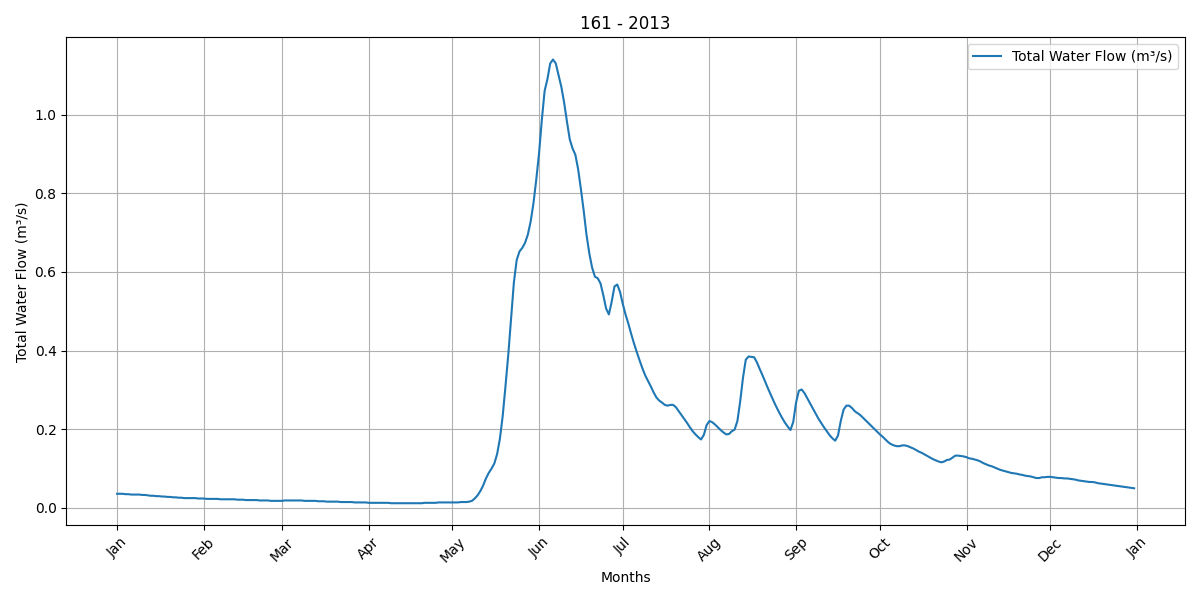 161 - 2013
Total Water Flow (m³/s)
Total Water Flow (m³/s)
1.0
0.8
0.6
0.4
0.2
0.0
Jan
Feb
Mar
Apr
May
Jun
Jul
Aug
Sep
Oct
Nov
Dec
Jan
Months